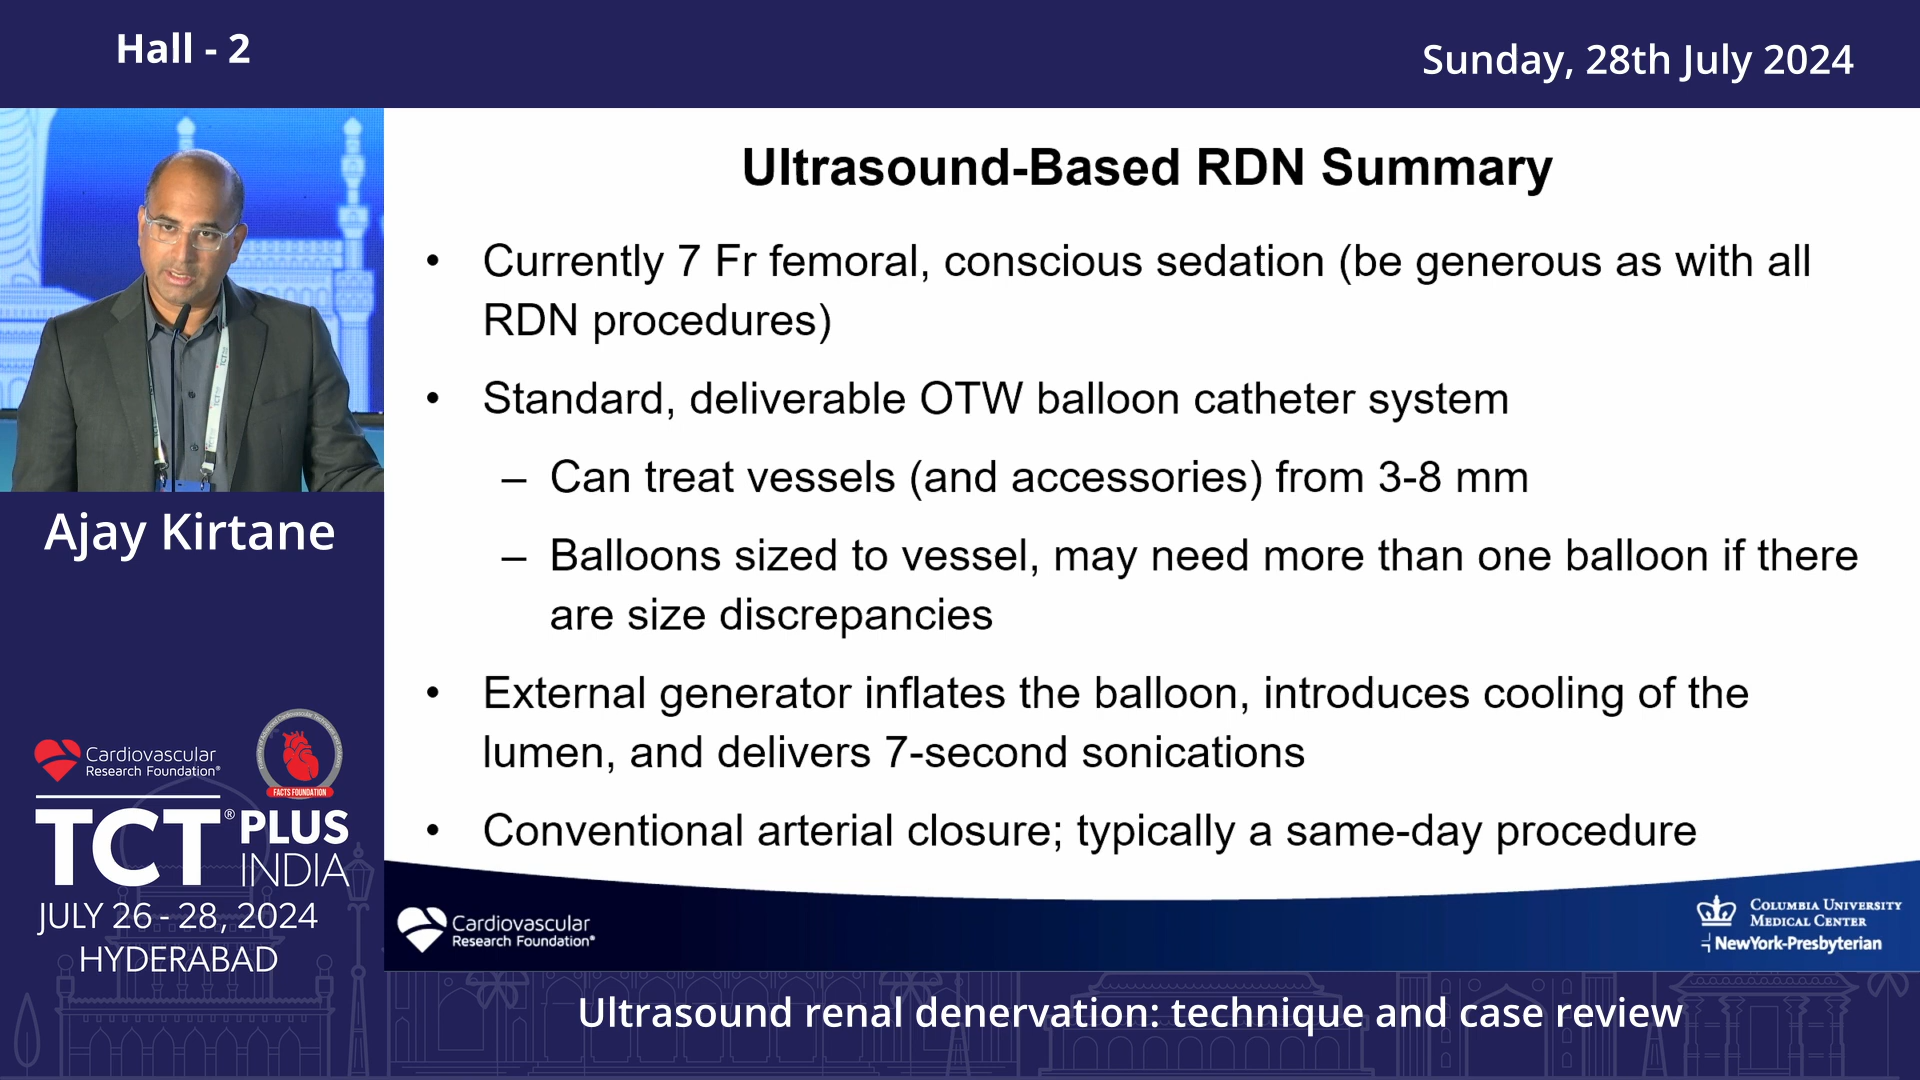 Hall - 2
Sunday, 28th July 2024
Ultrasound-Based RDN Summary
• Currently 7 Fr femoral, conscious sedation (be generous as with all
RDN procedures)
• Standard, deliverable OTW balloon catheter system
– Can treat vessels (and accessories) from 3-8 mm
– Balloons sized to vessel, may need more than one balloon if there
are size discrepancies
• External generator inflates the balloon, introduces cooling of the
lumen, and delivers 7-second sonications
• Conventional arterial closure; typically a same-day procedure
Ajay Kirtane
Cardiovascular
Research Foundation®
FACTS FOUNDATION
TCT® PLUS
INDIA
JULY 26 - 28, 2024
HYDERABAD
Cardiovascular
Research Foundation®
COLUMBIA UNIVERSITY
MEDICAL CENTER
NewYork-Presbyterian
Ultrasound renal denervation: technique and case review